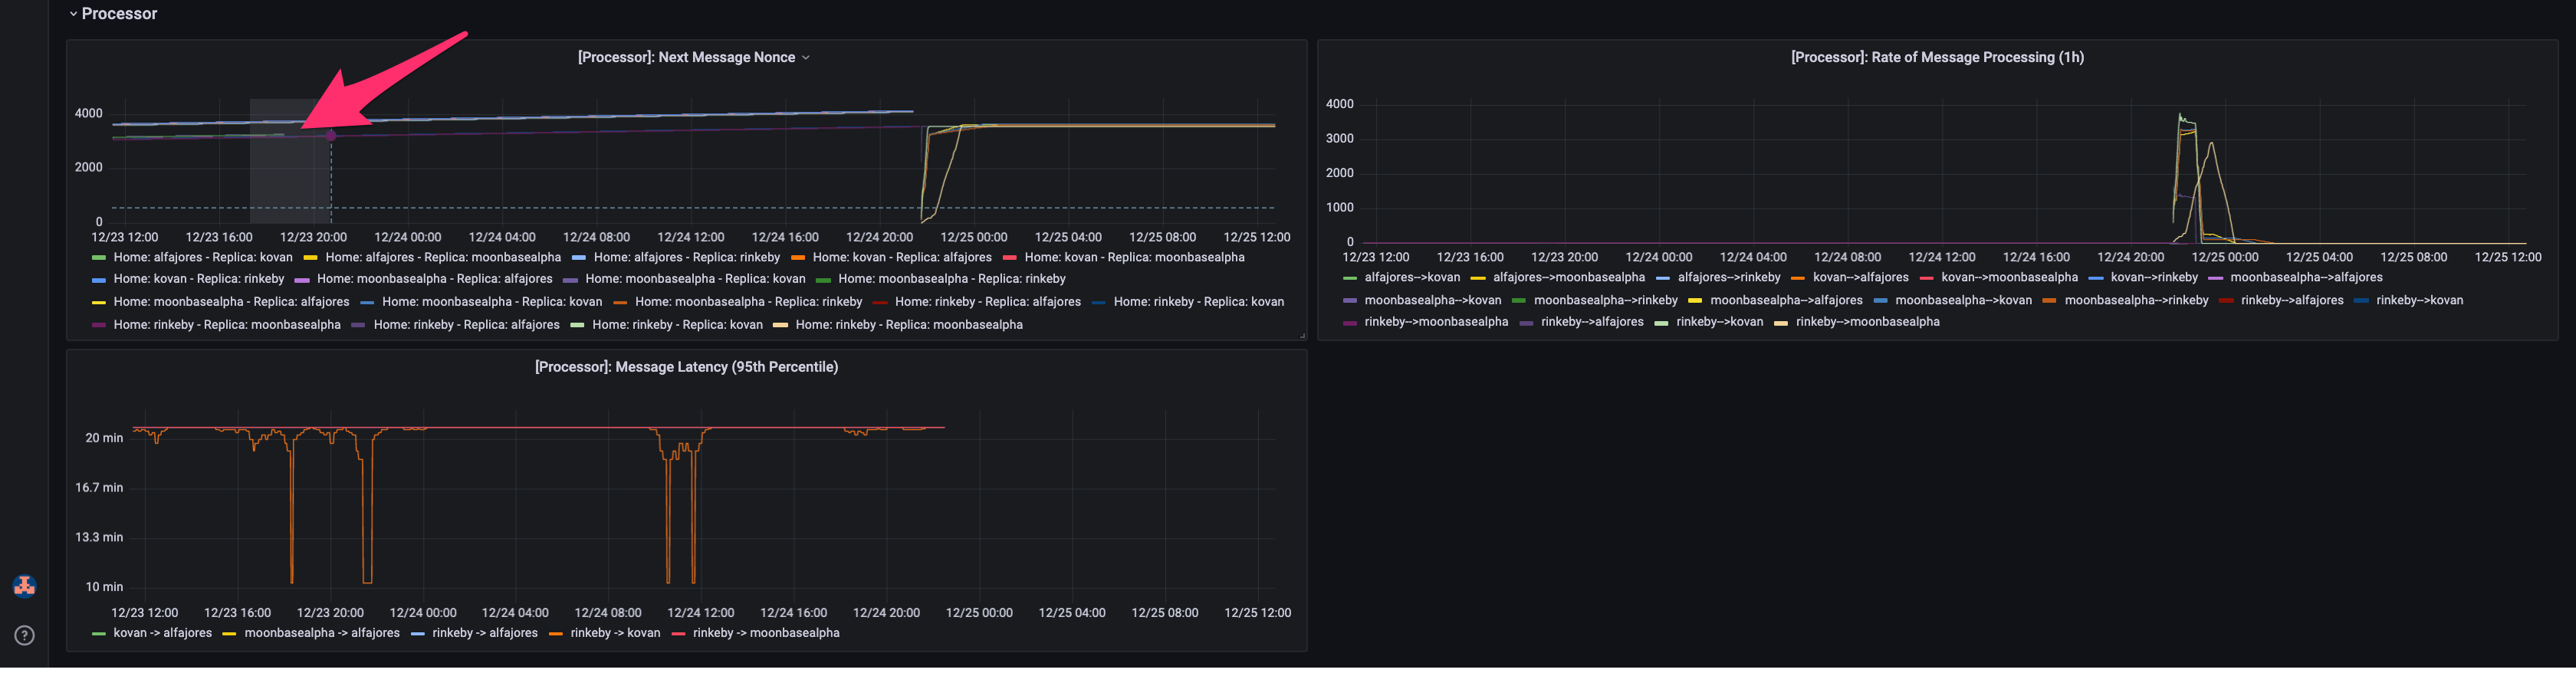 Processor
[Processor]: Next Message Nonce
4000
2000
0
12/23 12:00 12/23 16:00 12/23 20:00 12/24 00:00 12/24 04:00 12/24 08:00 12/24 12:00 12/24 16:00 12/24 20:00 12/25 00:00 12/25 04:00 12/25 08:00 12/25 12:00
Home: alfajores - Replica: kovan Home: alfajores - Replica: moonbasealpha Home: alfajores - Replica: rinkeby Home: kovan - Replica: alfajores Home: kovan - Replica: moonbasealpha
Home: kovan - Replica: rinkeby Home: moonbasealpha - Replica: alfajores Home: moonbasealpha - Replica: kovan Home: moonbasealpha - Replica: rinkeby
Home: moonbasealpha - Replica: alfajores Home: moonbasealpha - Replica: kovan Home: moonbasealpha - Replica: rinkeby Home: rinkeby - Replica: alfajores Home: rinkeby - Replica: kovan
Home: rinkeby - Replica: moonbasealpha Home: rinkeby - Replica: alfajores Home: rinkeby - Replica: kovan Home: rinkeby - Replica: moonbasealpha
[Processor]: Rate of Message Processing (1h)
4000
3000
2000
1000
0
12/23 12:00 12/23 16:00 12/23 20:00 12/24 00:00 12/24 04:00 12/24 08:00 12/24 12:00 12/24 16:00 12/24 20:00 12/25 00:00 12/25 04:00 12/25 08:00 12/25 12:00
alfajores-->kovan alfajores-->moonbasealpha alfajores-->rinkeby kovan-->alfajores kovan-->moonbasealpha kovan-->rinkeby moonbasealpha-->alfajores
moonbasealpha-->kovan moonbasealpha-->rinkeby moonbasealpha-->alfajores moonbasealpha-->kovan moonbasealpha-->rinkeby rinkeby-->alfajores rinkeby-->kovan
rinkeby-->moonbasealpha rinkeby-->alfajores rinkeby-->kovan rinkeby-->moonbasealpha
[Processor]: Message Latency (95th Percentile)
20 min
16.7 min
13.3 min
10 min
12/23 12:00 12/23 16:00 12/23 20:00 12/24 00:00 12/24 04:00 12/24 08:00 12/24 12:00 12/24 16:00 12/24 20:00 12/25 00:00 12/25 04:00 12/25 08:00 12/25 12:00
kovan -> alfajores moonbasealpha -> alfajores rinkeby -> alfajores rinkeby -> kovan rinkeby -> moonbasealpha
?